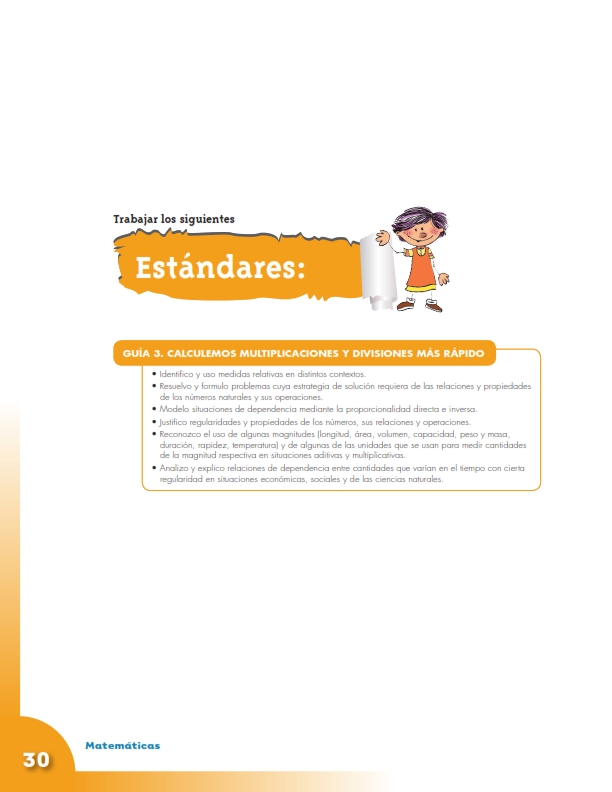 Trabajar los siguientes
Estándares:
GUÍA 3. CALCULEMOS MULTIPLICACIONES Y DIVISIONES MÁS RÁPIDO
• Identifico y uso medidas relativas en distintos contextos.
• Resuelvo y formulo problemas cuya estrategia de solución requiera de las relaciones y propiedades
de los números naturales y sus operaciones.
• Modelo situaciones de dependencia mediante la proporcionalidad directa e inversa.
• Justifico regularidades y propiedades de los números, sus relaciones y operaciones.
• Reconozco el uso de algunas magnitudes (longitud, área, volumen, capacidad, peso y masa,
duración, rapidez, temperatura) y de algunas de las unidades que se usan para medir cantidades
de la magnitud respectiva en situaciones aditivas y multiplicativas.
• Analizo y explico relaciones de dependencia entre cantidades que varían en el tiempo con cierta
regularidad en situaciones económicas, sociales y de las ciencias naturales.
Matemáticas
30